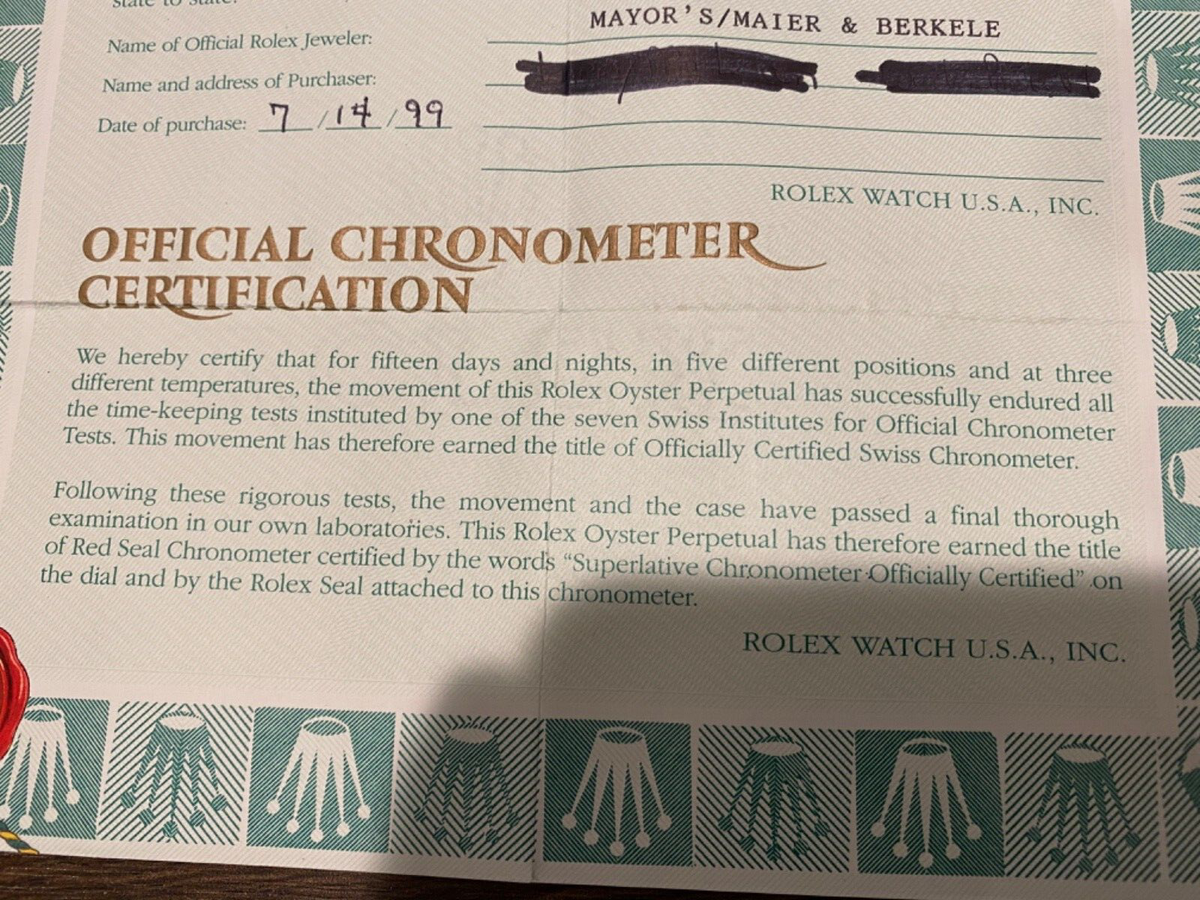 state to state.
MAYOR'S/MAIER & BERKELE
Name of Official Rolex Jeweler:
Name and address of Purchaser:
Date of purchase: 7/14/99
ROLEX WATCH U.S.A., INC.
OFFICIAL CHRONOMETER
CERTIFICATION
We hereby certify that for fifteen days and nights, in five different positions and at three
different temperatures, the movement of this Rolex Oyster Perpetual has successfully endured all
the time-keeping tests instituted by one of the seven Swiss Institutes for Official Chronometer
Tests. This movement has therefore earned the title of Officially Certified Swiss Chronometer.
Following these rigorous tests, the movement and the case have passed a final thorough
examination in our own laboratories. This Rolex Oyster Perpetual has therefore earned the title
of Red Seal Chronometer certified by the words “Superlative Chronometer Officially Certified” on
the dial and by the Rolex Seal attached to this chronometer.
ROLEX WATCH U.S.A., INC.